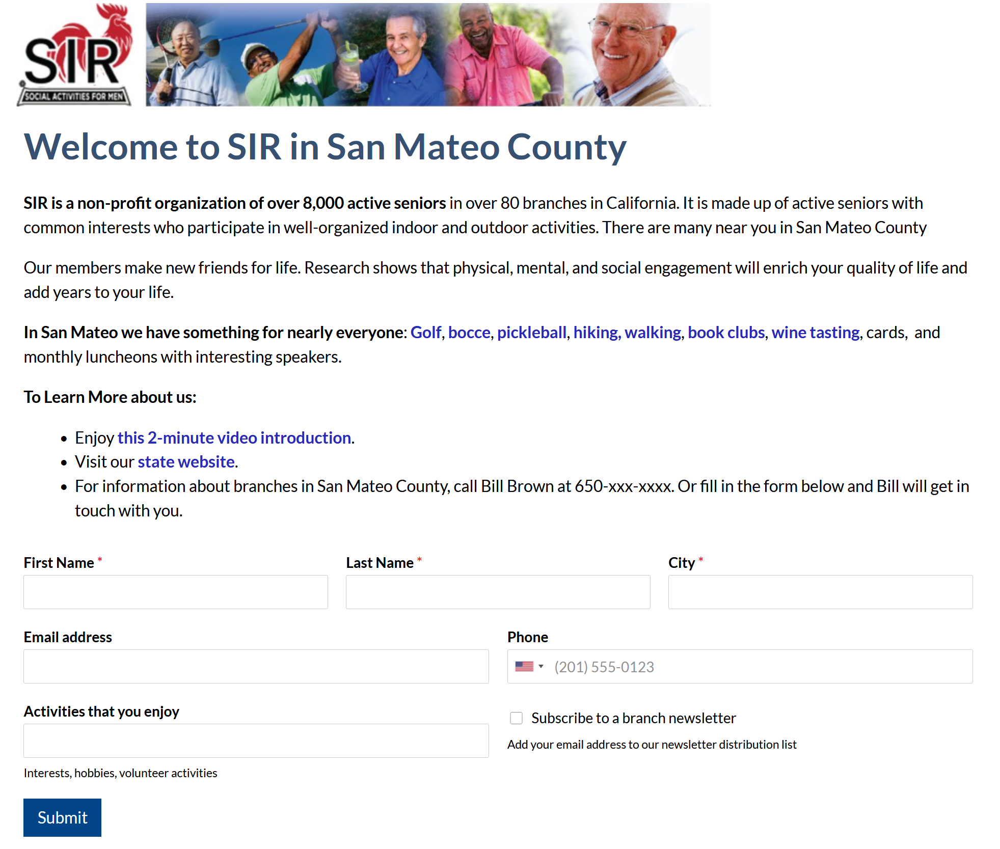 SIR
SOCIAL ACTIVITIES FOR MEN
Welcome to SIR in San Mateo County
SIR is a non-profit organization of over 8,000 active seniors in over 80 branches in California. It is made up of active seniors with
common interests who participate in well-organized indoor and outdoor activities. There are many near you in San Mateo County
Our members make new friends for life. Research shows that physical, mental, and social engagement will enrich your quality of life and
add years to your life.
In San Mateo we have something for nearly everyone: Golf, bocce, pickleball, hiking, walking, book clubs, wine tasting, cards,  and
monthly luncheons with interesting speakers.
To Learn More about us:
• Enjoy this 2-minute video introduction.
• Visit our state website.
• For information about branches in San Mateo County, call Bill Brown at 650-xxx-xxxx. Or fill in the form below and Bill will get in
touch with you.
First Name * Last Name * City *
Email address Phone
(201) 555-0123
Activities that you enjoy
Subscribe to a branch newsletter
Add your email address to our newsletter distribution list
Interests, hobbies, volunteer activities
Submit